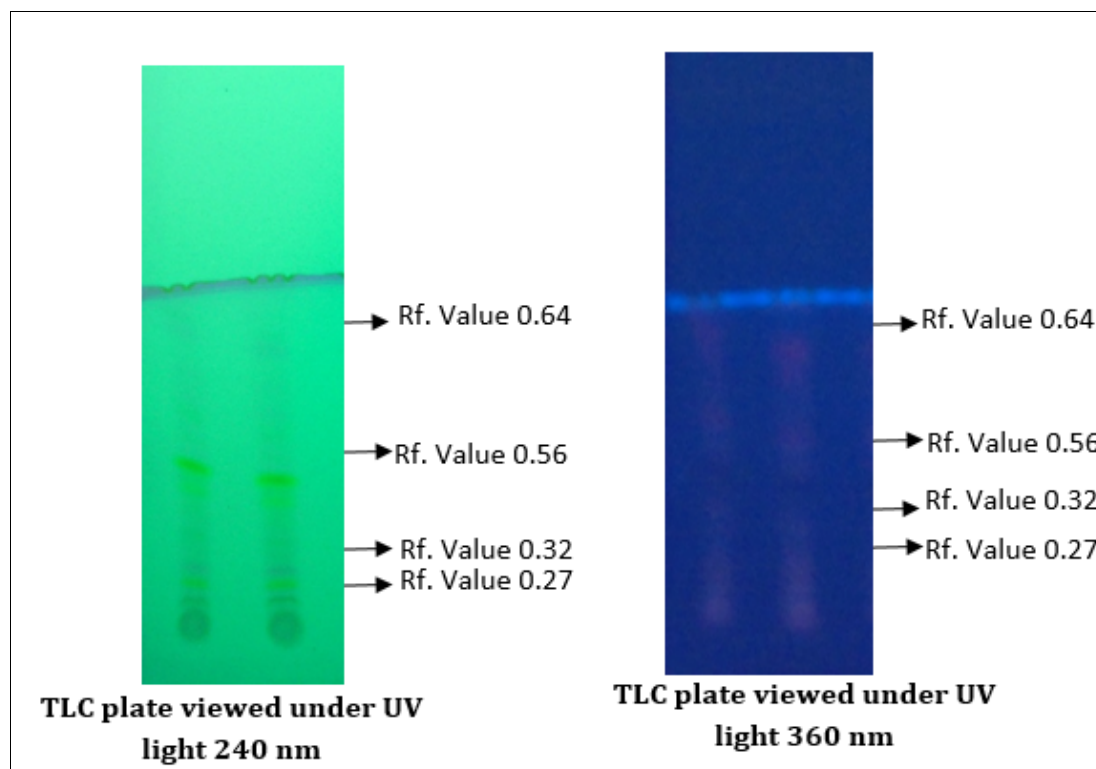 Rf. Value 0.64
Rf. Value 0.56
Rf. Value 0.32
Rf. Value 0.27
TLC plate viewed under UV
light 240 nm
Rf. Value 0.64
Rf. Value 0.56
Rf. Value 0.32
Rf. Value 0.27
TLC plate viewed under UV
light 360 nm